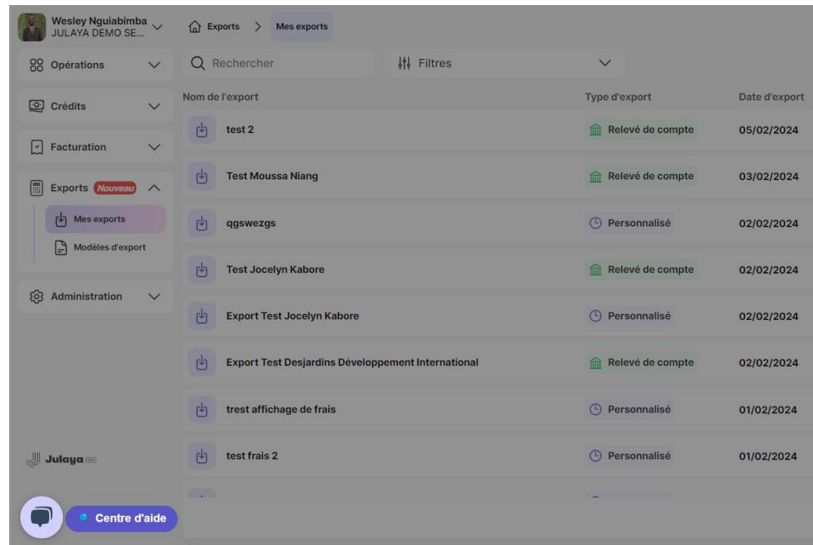 Wesley Nguiabimba
JULAYA DEMO SE...
Exports > Mes exports
Opérations
Rechercher
Filtres
Crédits
Nom de l'export Type d'export Date d'export
test 2 Relevé de compte 05/02/2024
Facturation
Test Moussa Niang Relevé de compte 03/02/2024
Exports Nouveau
Mes exports
qgswezgs Personnalisé 02/02/2024
Modèles d'export
Test Jocelyn Kabore Relevé de compte 02/02/2024
Administration
Export Test Jocelyn Kabore Personnalisé 02/02/2024
Export Test Desjardins Développement International Relevé de compte 02/02/2024
trest affichage de frais Personnalisé 01/02/2024
Julaya
test frais 2 Personnalisé 01/02/2024
Centre d'aide